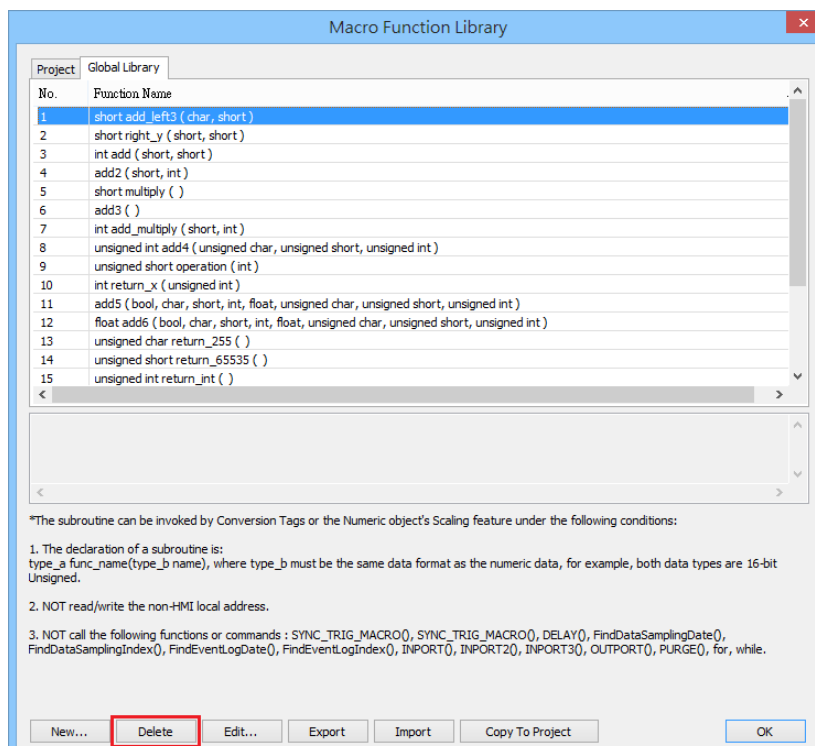 Macro Function Library
Project Global Library
No. Function Name
1 short add_left3 ( char, short )
2 short right_y ( short, short )
3 int add ( short, short )
4 add2 ( short, int )
5 short multiply ( )
6 add3 ( )
7 int add_multiply ( short, int )
8 unsigned int add4 ( unsigned char, unsigned short, unsigned int )
9 unsigned short operation ( int )
10 int return_x ( unsigned int )
11 add5 ( bool, char, short, int, float, unsigned char, unsigned short, unsigned int )
12 float add6 ( bool, char, short, int, float, unsigned char, unsigned short, unsigned int )
13 unsigned char return_255 ( )
14 unsigned short return_65535 ( )
15 unsigned int return_int ( )
*The subroutine can be invoked by Conversion Tags or the Numeric object's Scaling feature under the following conditions:
1. The declaration of a subroutine is:
type_a func_name(type_b name), where type_b must be the same data format as the numeric data, for example, both data types are 16-bit
Unsigned.
2. NOT read/write the non-HMI local address.
3. NOT call the following functions or commands : SYNC_TRIG_MACRO(), SYNC_TRIG_MACRO(), DELAY(), FindDataSamplingDate(),
FindDataSamplingIndex(), FindEventLogDate(), FindEventLogIndex(), INPORT(), INPORT2(), INPORT3(), OUTPORT(), PURGE(), for, while.
New... Delete Edit... Export Import Copy To Project OK